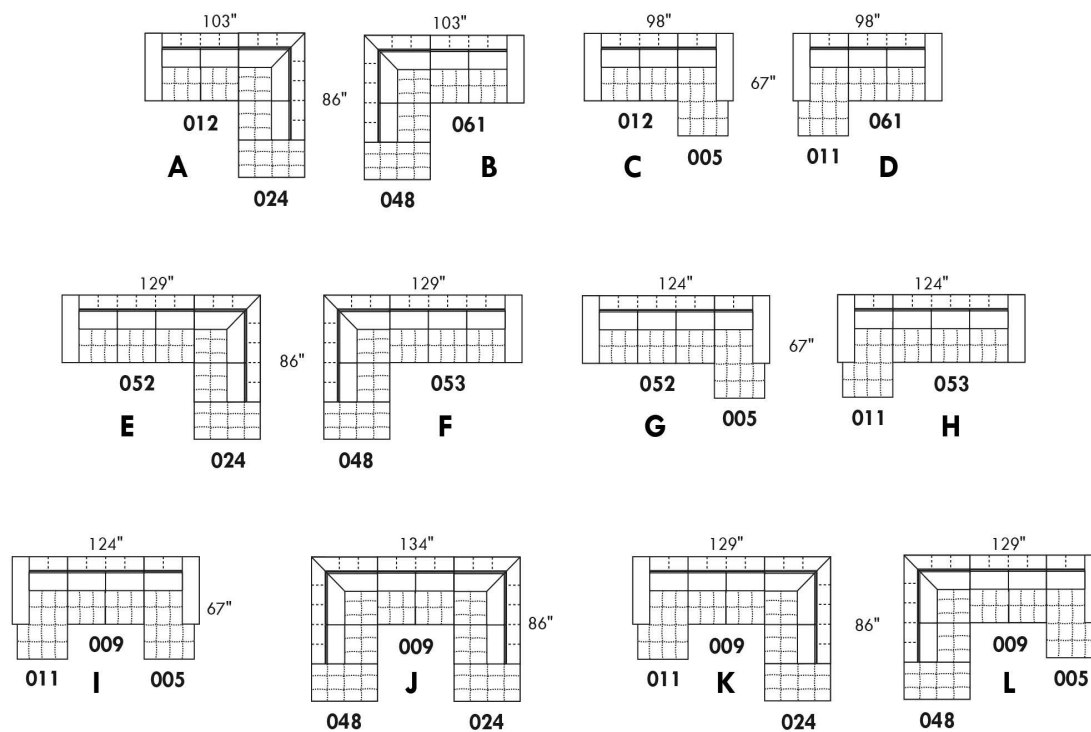 103" 103" 98" 98"
86" 67"
012 061 012 061
A B C D
005 011
024 048
129" 129" 124" 124"
86" 67"
052 053 052 053
E F G H
005 011
024 048
124" 134" 129" 129"
67" 86" 86"
009 009 009 009
011 005
I J K L
011 005
048 024 024 048